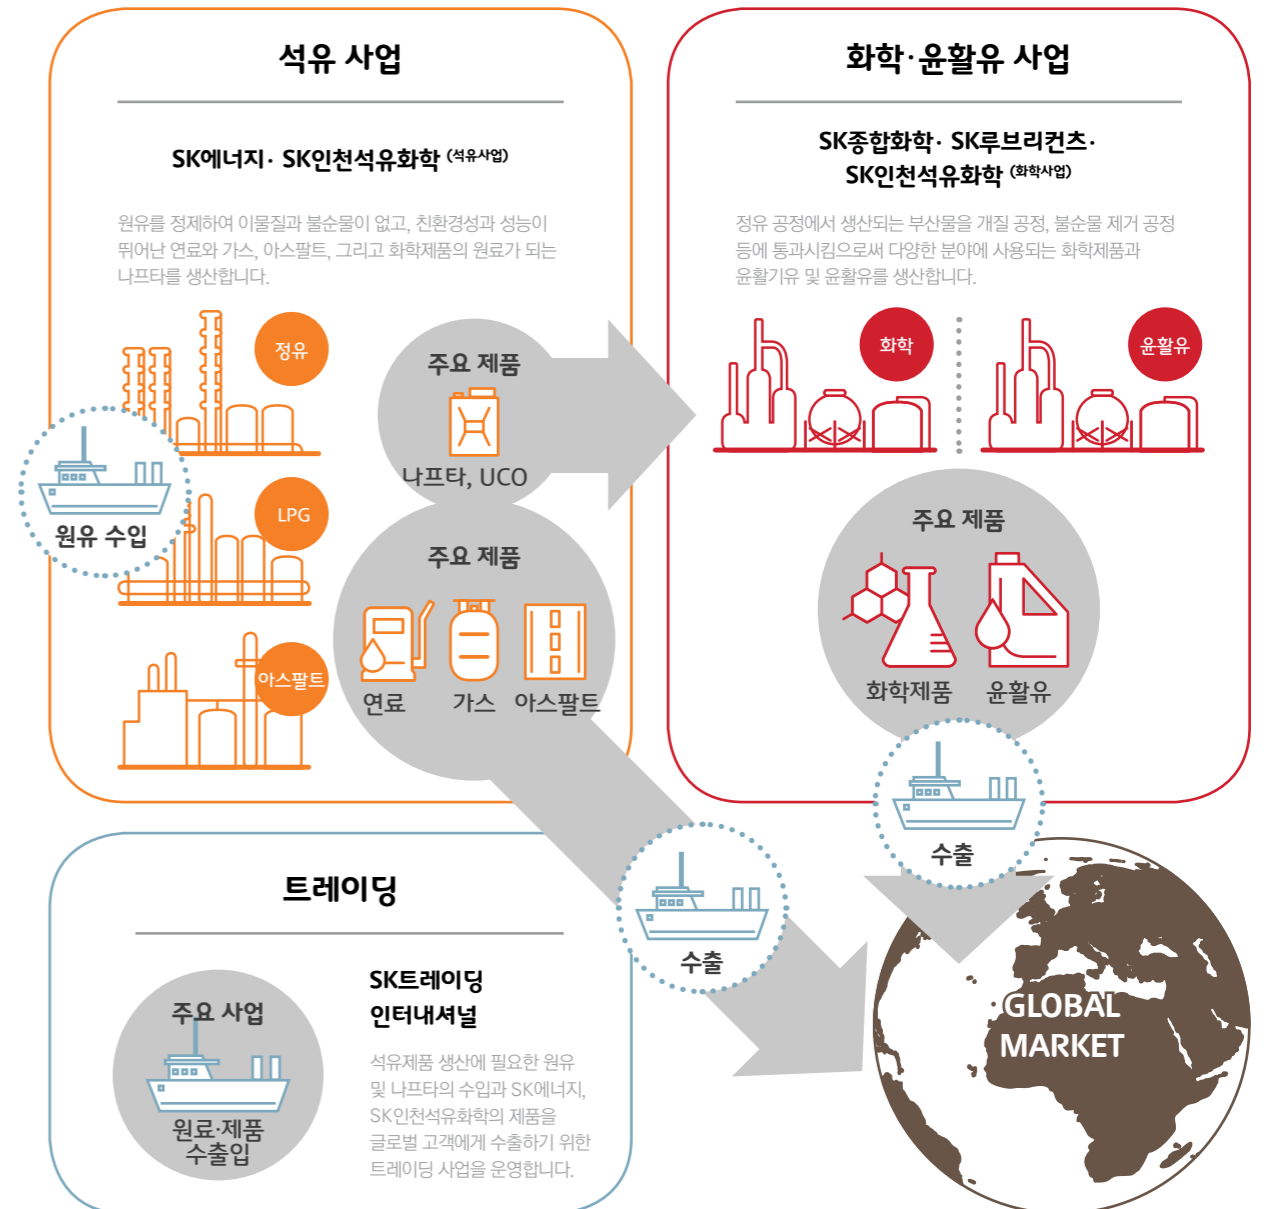 석유 사업
SK에너지· SK인천석유화학 (석유사업)
원유를 정제하여 이물질과 불순물이 없고, 친환경성과 성능이
뛰어난 연료와 가스, 아스팔트, 그리고 화학제품의 원료가 되는
나프타를 생산합니다.
정유
LPG
아스팔트
원유 수입
주요 제품
나프타, UCO
주요 제품
연료
가스
아스팔트
화학·윤활유 사업
SK종합화학· SK루브리컨츠·
SK인천석유화학 (화학사업)
정유 공정에서 생산되는 부산물을 개질 공정, 불순물 제거 공정
등에 통과시킴으로써 다양한 분야에 사용되는 화학제품과
윤활기유 및 윤활유를 생산합니다.
화학
윤활유
주요 제품
화학제품
윤활유
수출
수출
트레이딩
주요 사업
원료·제품
수출입
SK트레이딩
인터내셔널
석유제품 생산에 필요한 원유
및 나프타의 수입과 SK에너지,
SK인천석유화학의 제품을
글로벌 고객에게 수출하기 위한
트레이딩 사업을 운영합니다.
GLOBAL
MARKET